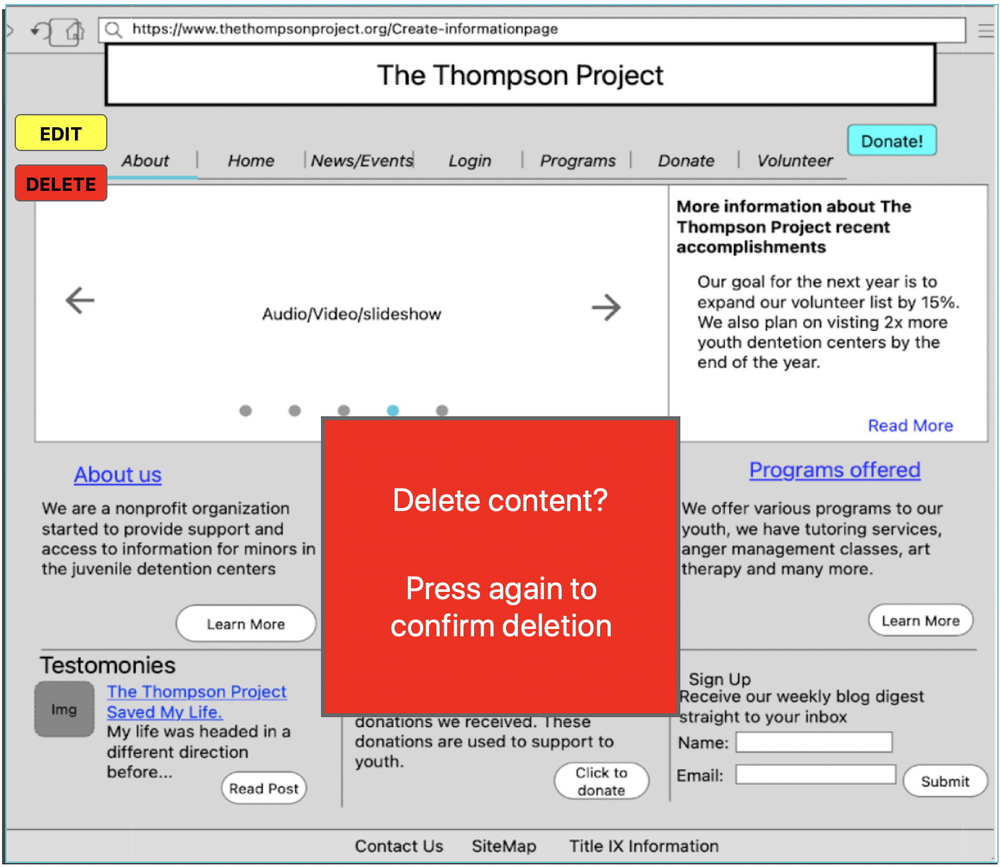 https://www.thethompsonproject.org/Create-informationpage
The Thompson Project
EDIT
DELETE
Donate!
About
Home
News/Events
Login
Programs
Donate
Volunteer
Audio/Video/slideshow
More information about The
Thompson Project recent
accomplishments
Our goal for the next year is to
expand our volunteer list by 15%.
We also plan on visting 2x more
youth dentetion centers by the
end of the year.
Read More
About us
We are a nonprofit organization
started to provide support and
access to information for minors in
the juvenile detention centers
Learn More
Delete content?
Press again to
confirm deletion
Programs offered
We offer various programs to our
youth, we have tutoring services,
anger management classes, art
therapy and many more.
Learn More
Testomonies
Img
The Thompson Project
Saved My Life.
My life was headed in a
different direction
before...
Read Post
donations we received. These
donations are used to support to
youth.
Click to
donate
Sign Up
Receive our weekly blog digest
straight to your inbox
Name:
Email:
Submit
Contact Us
SiteMap
Title IX Information